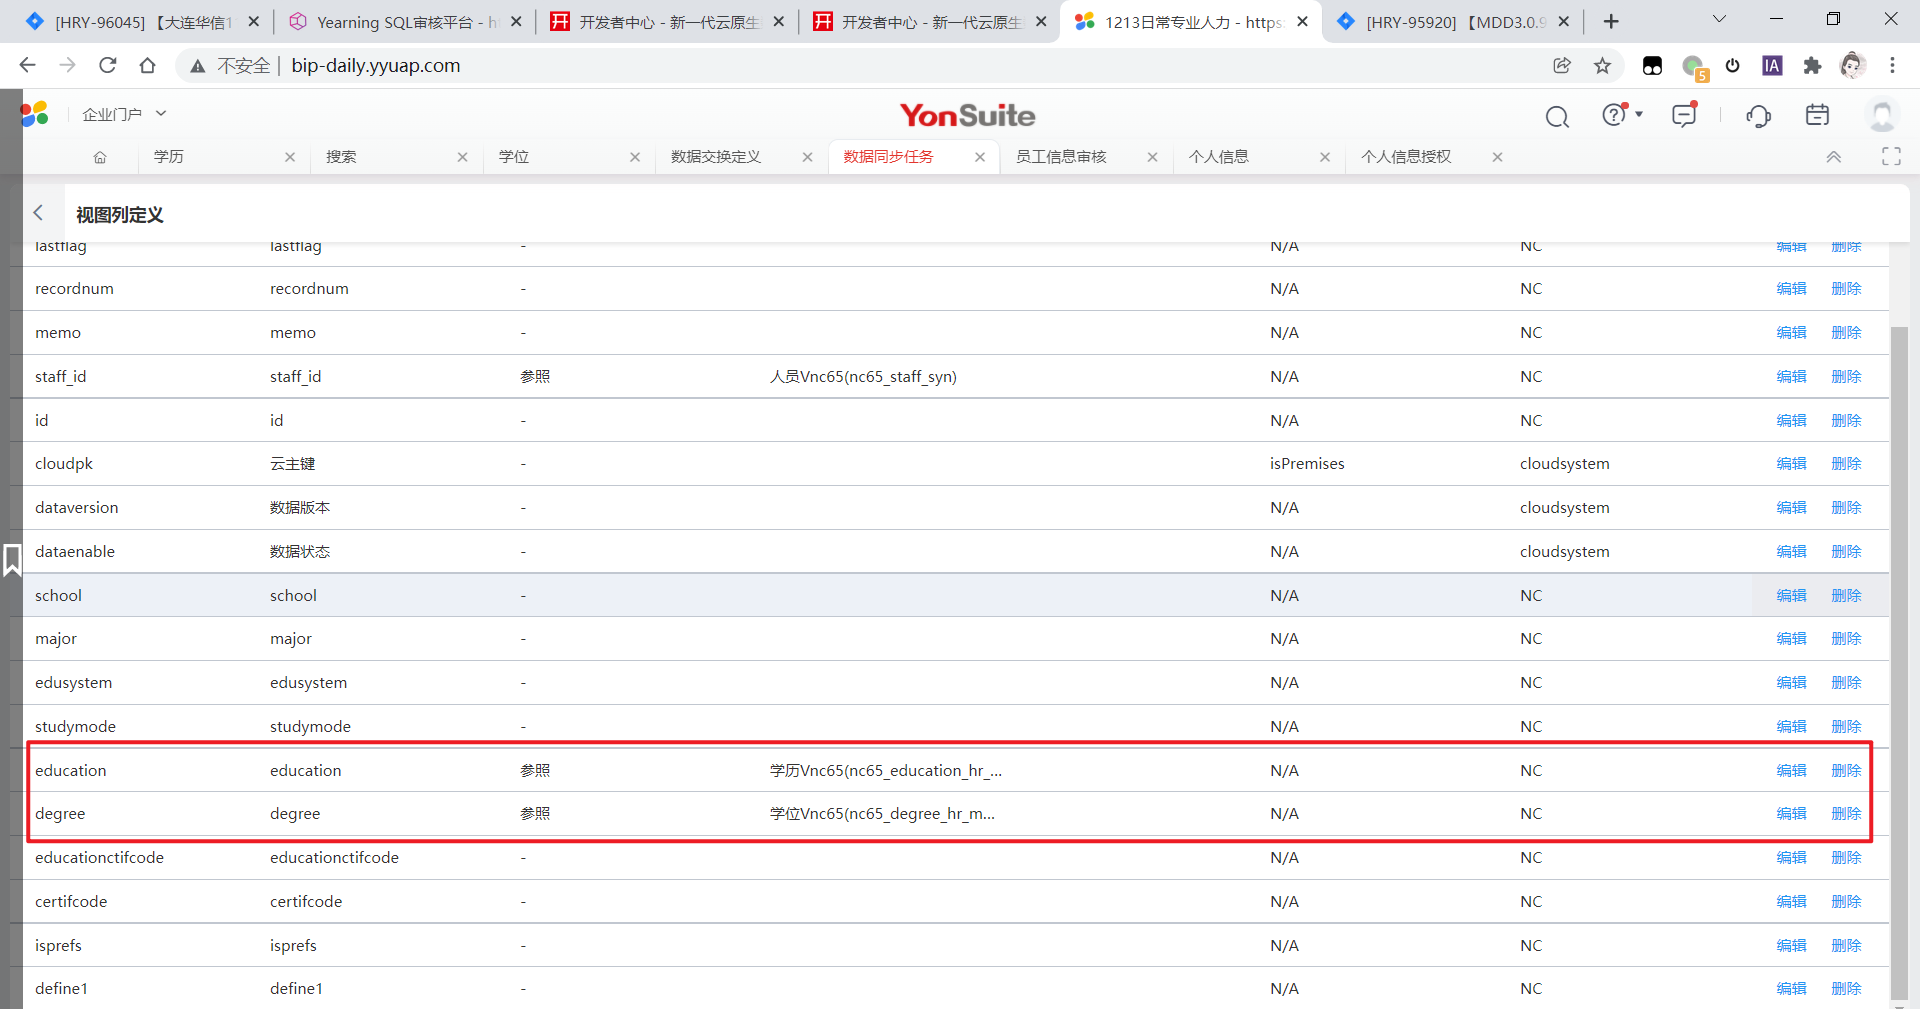 [HRY-96045] 【大连华信1
Yearning SQL审核平台 - ht
开发者中心 - 新一代云原生
开发者中心 - 新一代云原生
1213日常专业人力 - https:
[HRY-95920] 【MDD3.0.9
不安全 | bip-daily.yyuap.com
5
IA
企业门户
YonSuite
学历
搜索
学位
数据交换定义
数据同步任务
员工信息审核
个人信息
个人信息授权
视图列定义
lastflag lastflag - N/A NC 编辑 删除
recordnum recordnum - N/A NC 编辑 删除
memo memo - N/A NC 编辑 删除
staff_id staff_id 参照 人员Vnc65(nc65_staff_syn) N/A NC 编辑 删除
id id - N/A NC 编辑 删除
cloudpk 云主键 - isPremises cloudsystem 编辑 删除
dataversion 数据版本 - N/A cloudsystem 编辑 删除
dataenable 数据状态 - N/A cloudsystem 编辑 删除
school school - N/A NC 编辑 删除
major major - N/A NC 编辑 删除
edusystem edusystem - N/A NC 编辑 删除
studymode studymode - N/A NC 编辑 删除
education education 参照 学历Vnc65(nc65_education_hr_... N/A NC 编辑 删除
degree degree 参照 学位Vnc65(nc65_degree_hr_m... N/A NC 编辑 删除
educationctifcode educationctifcode - N/A NC 编辑 删除
certifcode certifcode - N/A NC 编辑 删除
isprefs isprefs - N/A NC 编辑 删除
define1 define1 - N/A NC 编辑 删除